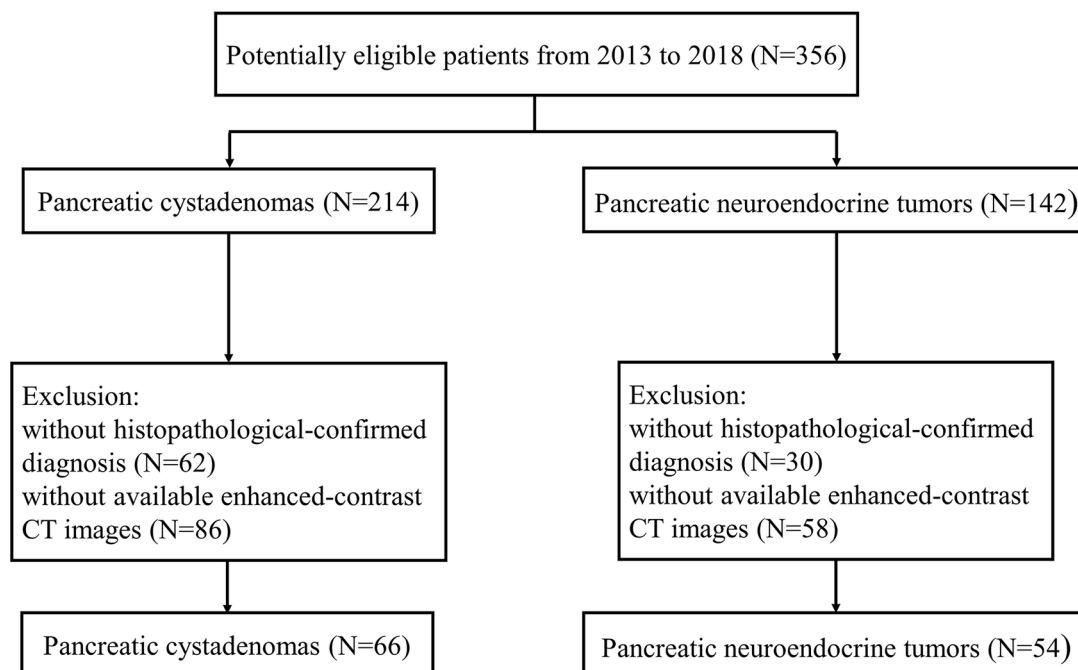 Potentially eligible patients from 2013 to 2018 (N=356)
Pancreatic cystadenomas (N=214)
Pancreatic neuroendocrine tumors (N=142)
Exclusion:
without histopathological-confirmed
diagnosis (N=62)
without available enhanced-contrast
CT images (N=86)
Exclusion:
without histopathological-confirmed
diagnosis (N=30)
without available enhanced-contrast
CT images (N=58)
Pancreatic cystadenomas (N=66)
Pancreatic neuroendocrine tumors (N=54)